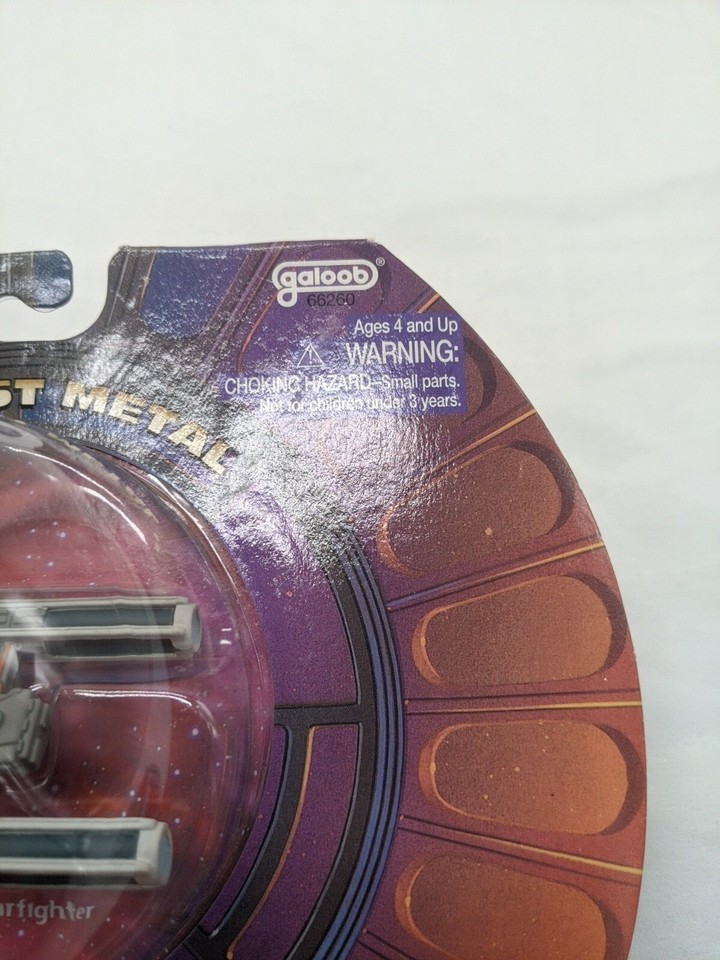 galoob®
66260
Ages 4 and Up
WARNING:
CHOKING HAZARD–Small parts.
Not for children under 3 years.
ST METAL
arfighter